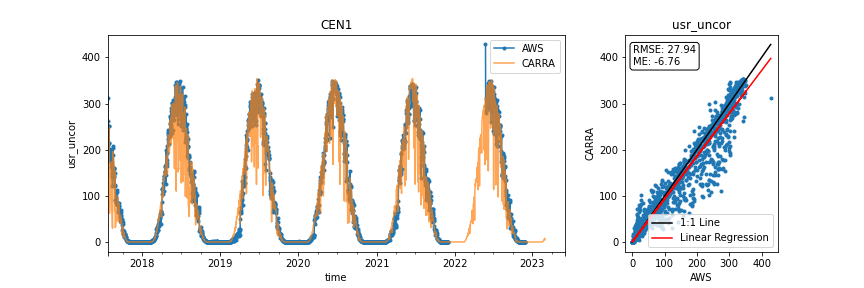 CEN1
usr_uncor
400
300
200
100
0
usr_uncor
AWS
CARRA
2018
2019
2020
2021
2022
2023
time
400
300
200
100
0
CARRA
RMSE: 27.94
ME: -6.76
1:1 Line
Linear Regression
0
100
200
300
400
AWS